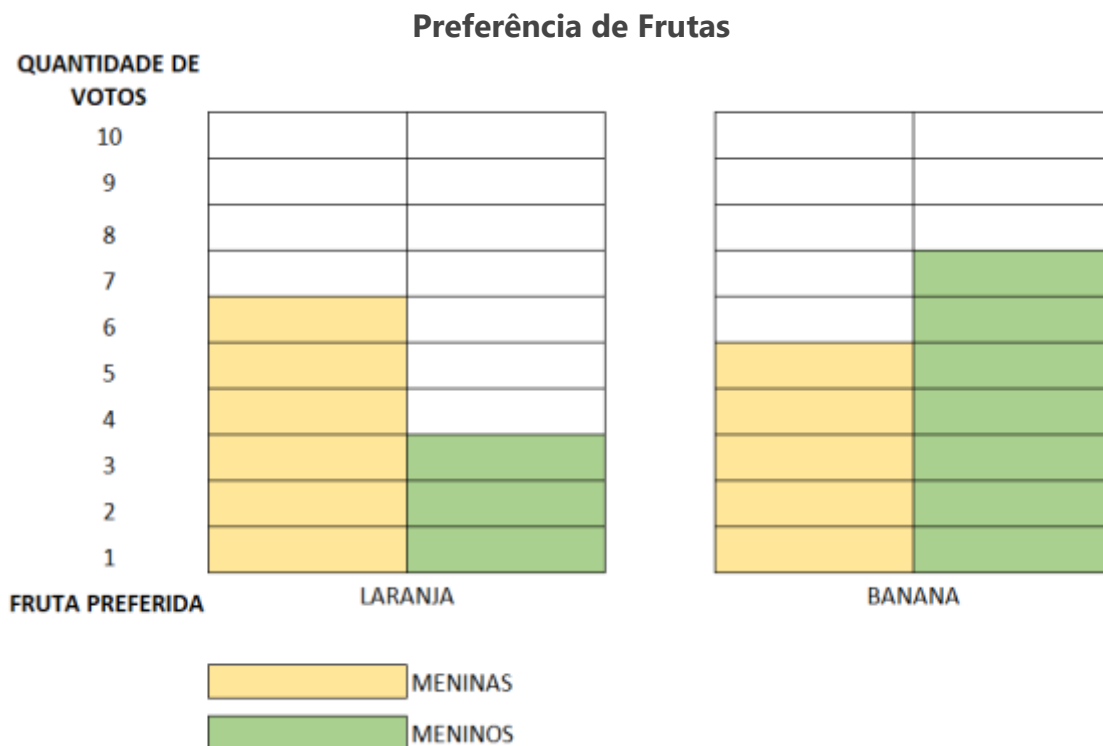 Preferência de Frutas
QUANTIDADE DE
VOTOS
10
9
8
7
6
5
4
3
2
1
FRUTA PREFERIDA
LARANJA
BANANA
MENINAS
MENINOS